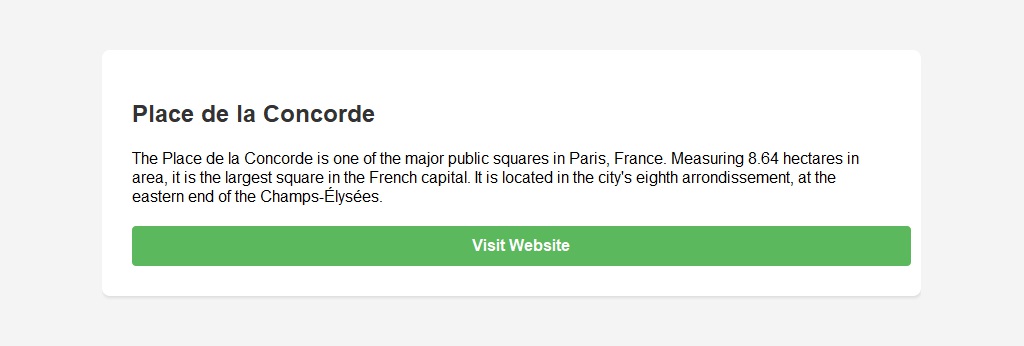 Place de la Concorde
The Place de la Concorde is one of the major public squares in Paris, France. Measuring 8.64 hectares in
area, it is the largest square in the French capital. It is located in the city's eighth arrondissement, at the
eastern end of the Champs-Élysées.
Visit Website